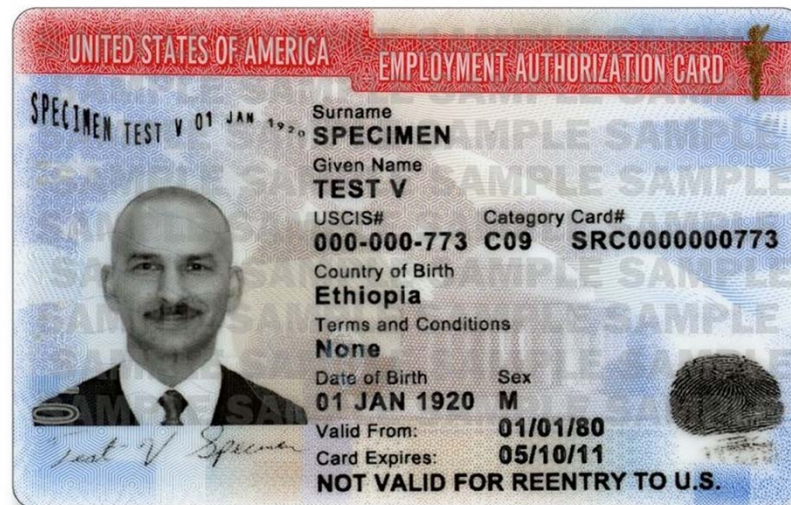 UNITED STATES OF AMERICA
EMPLOYMENT AUTHORIZATION CARD
SPECIMEN TEST V 01 JAN 1920
Surname
SPECIMEN
Given Name
TEST V
USCIS# Category Card#
000-000-773 C09 SRC0000000773
Country of Birth
Ethiopia
Terms and Conditions
None
Date of Birth Sex
01 JAN 1920 M
Valid From: 01/01/80
Card Expires: 05/10/11
NOT VALID FOR REENTRY TO U.S.
Test V Specimen
SAMPLE SAMPLE SAMPLE